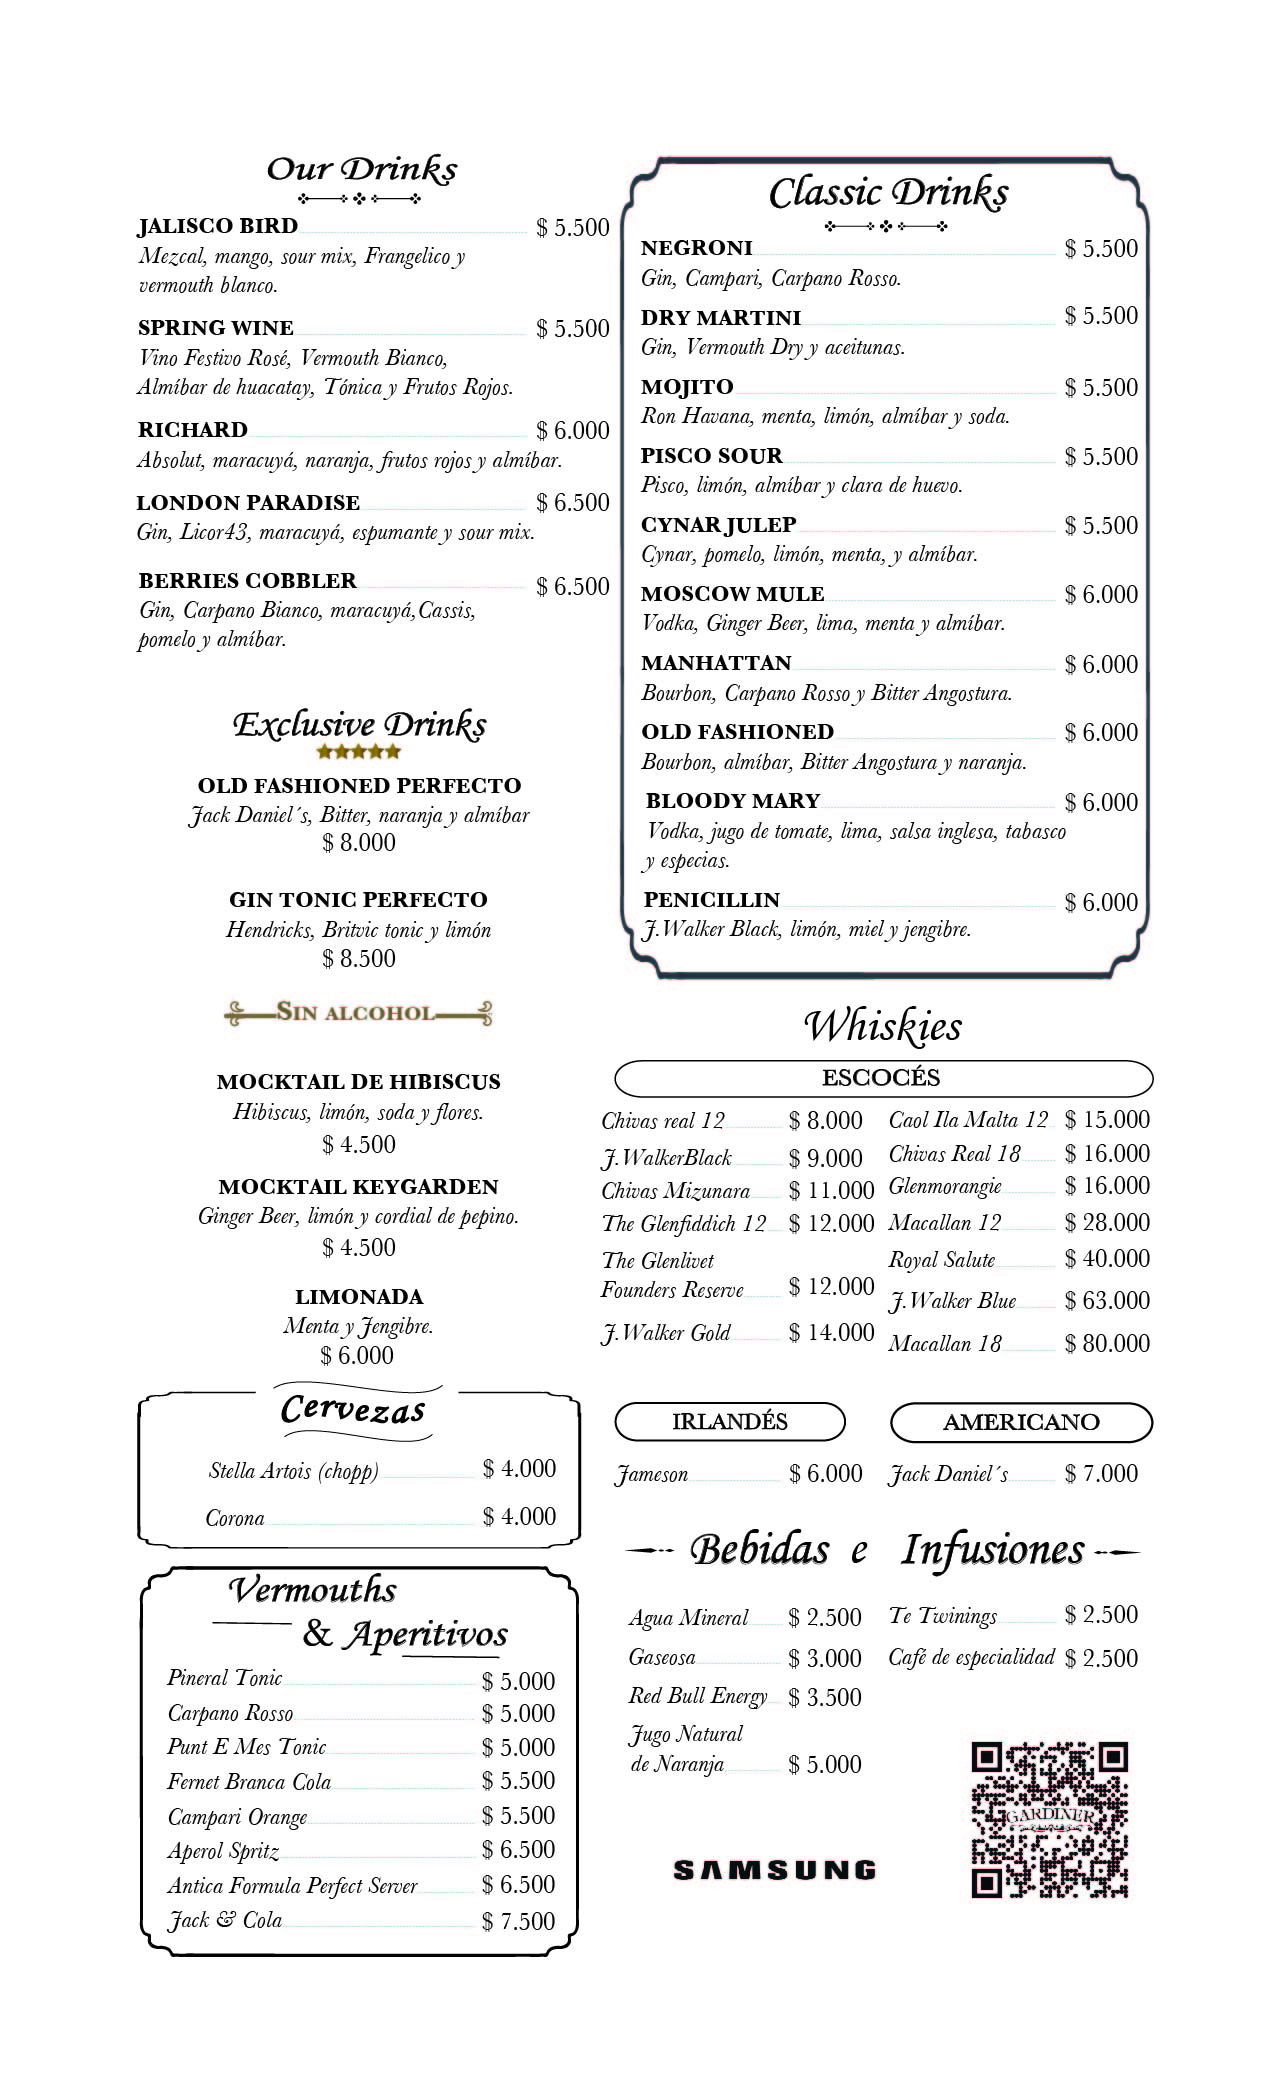 Our Drinks
JALISCO BIRD $ 5.500
Mezcal, mango, sour mix, Frangelico y
vermouth blanco.
SPRING WINE $ 5.500
Vino Festivo Rosé, Vermouth Bianco,
Almíbar de huacatay, Tónica y Frutos Rojos.
RICHARD $ 6.000
Absolut, maracuyá, naranja, frutos rojos y almíbar.
LONDON PARADISE $ 6.500
Gin, Licor43, maracuyá, espumante y sour mix.
BERRIES COBBLER $ 6.500
Gin, Carpano Bianco, maracuyá,Cassis,
pomelo y almíbar.
Exclusive Drinks
OLD FASHIONED PERFECTO
Jack Daniel´s, Bitter, naranja y almíbar
$ 8.000
GIN TONIC PERFECTO
Hendricks, Britvic tonic y limón
$ 8.500
SIN ALCOHOL
MOCKTAIL DE HIBISCUS
Hibiscus, limón, soda y flores.
$ 4.500
MOCKTAIL KEYGARDEN
Ginger Beer, limón y cordial de pepino.
$ 4.500
LIMONADA
Menta y Jengibre.
$ 6.000
Cervezas
Stella Artois (chopp) $ 4.000
Corona $ 4.000
Vermouths
& Aperitivos
Pineral Tonic $ 5.000
Carpano Rosso $ 5.000
Punt E Mes Tonic $ 5.000
Fernet Branca Cola $ 5.500
Campari Orange $ 5.500
Aperol Spritz $ 6.500
Antica Formula Perfect Server $ 6.500
Jack & Cola $ 7.500
Classic Drinks
NEGRONI $ 5.500
Gin, Campari, Carpano Rosso.
DRY MARTINI $ 5.500
Gin, Vermouth Dry y aceitunas.
MOJITO $ 5.500
Ron Havana, menta, limón, almíbar y soda.
PISCO SOUR $ 5.500
Pisco, limón, almíbar y clara de huevo.
CYNAR JULEP $ 5.500
Cynar, pomelo, limón, menta, y almíbar.
MOSCOW MULE $ 6.000
Vodka, Ginger Beer, lima, menta y almíbar.
MANHATTAN $ 6.000
Bourbon, Carpano Rosso y Bitter Angostura.
OLD FASHIONED $ 6.000
Bourbon, almíbar, Bitter Angostura y naranja.
BLOODY MARY $ 6.000
Vodka, jugo de tomate, lima, salsa inglesa, tabasco
y especias.
PENICILLIN $ 6.000
J.Walker Black, limón, miel y jengibre.
Whiskies
ESCOCÉS
Chivas real 12 $ 8.000
J.WalkerBlack $ 9.000
Chivas Mizunara $ 11.000
The Glenfiddich 12 $ 12.000
The Glenlivet
Founders Reserve $ 12.000
J.Walker Gold $ 14.000
Caol Ila Malta 12 $ 15.000
Chivas Real 18 $ 16.000
Glenmorangie $ 16.000
Macallan 12 $ 28.000
Royal Salute $ 40.000
J.Walker Blue $ 63.000
Macallan 18 $ 80.000
IRLANDÉS
Jameson $ 6.000
AMERICANO
Jack Daniel´s $ 7.000
Bebidas e Infusiones
Agua Mineral $ 2.500
Gaseosa $ 3.000
Red Bull Energy $ 3.500
Jugo Natural
de Naranja $ 5.000
Te Twinings $ 2.500
Café de especialidad $ 2.500
GARDINER
SAMSUNG